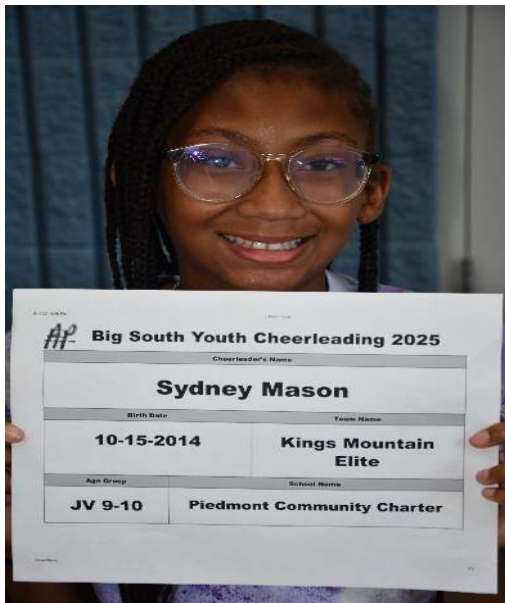 AP
Big South Youth Cheerleading 2025
Cheerleader's Name
Sydney Mason
Birth Date Team Name
10-15-2014 Kings Mountain
Elite
Age Group School Name
JV 9-10 Piedmont Community Charter